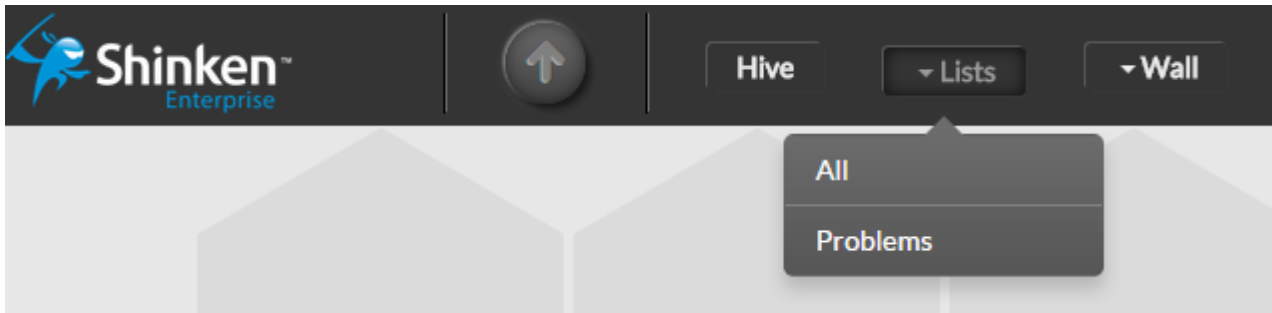 Shinken™
Enterprise
Hive
Lists
Wall
All
Problems